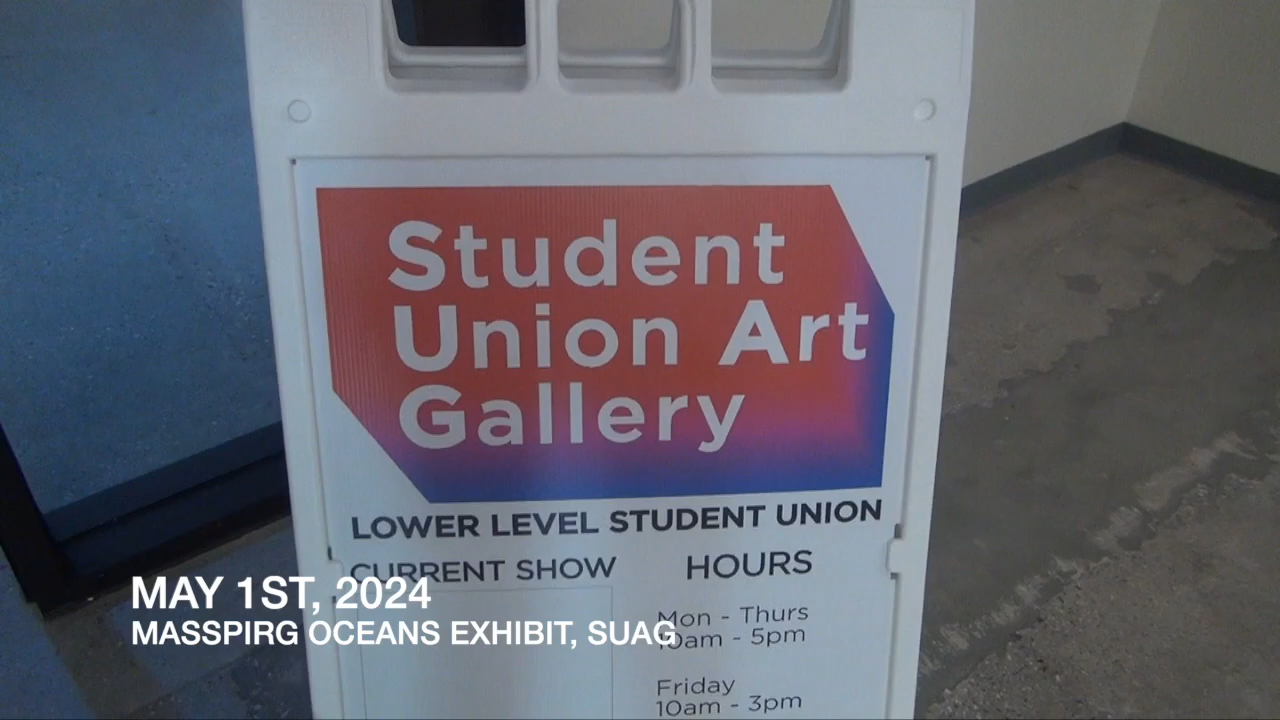 Student
Union Art
Gallery
LOWER LEVEL STUDENT UNION
CURRENT SHOW
HOURS
Mon - Thurs
10am - 5pm
Friday
10am - 3pm
MAY 1ST, 2024
MASSPIRG OCEANS EXHIBIT, SUAG